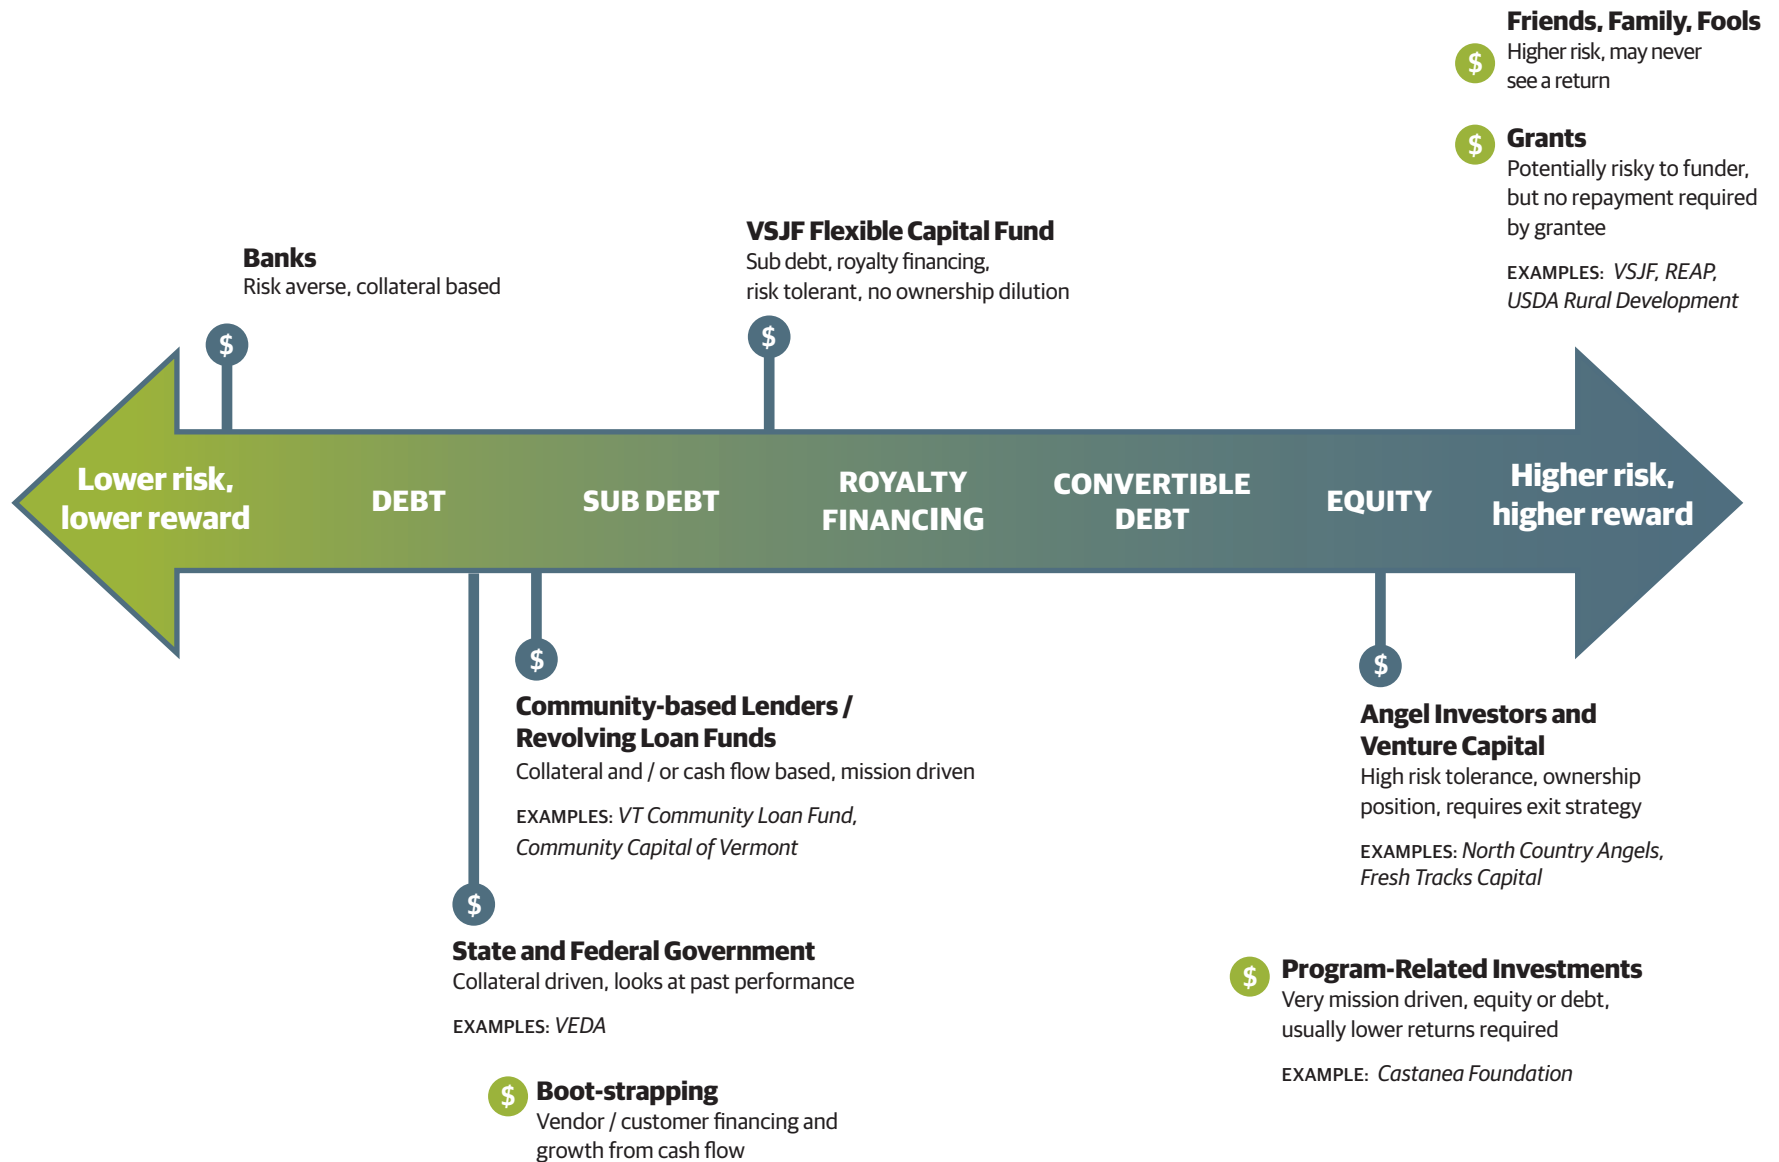 Friends, Family, Fools
$
Higher risk, may never
see a return
$
Grants
Potentially risky to funder,
but no repayment required
by grantee
EXAMPLES: VSJF, REAP,
USDA Rural Development
Banks
Risk averse, collateral based
$
VSJF Flexible Capital Fund
Sub debt, royalty financing,
risk tolerant, no ownership dilution
$
Lower risk,
lower reward
DEBT
SUB DEBT
ROYALTY
FINANCING
CONVERTIBLE
DEBT
EQUITY
Higher risk,
higher reward
$
Community-based Lenders /
Revolving Loan Funds
Collateral and / or cash flow based, mission driven
EXAMPLES: VT Community Loan Fund,
Community Capital of Vermont
$
Angel Investors and
Venture Capital
High risk tolerance, ownership
position, requires exit strategy
EXAMPLES: North Country Angels,
Fresh Tracks Capital
$
State and Federal Government
Collateral driven, looks at past performance
EXAMPLES: VEDA
$
Program-Related Investments
Very mission driven, equity or debt,
usually lower returns required
EXAMPLE: Castanea Foundation
$
Boot-strapping
Vendor / customer financing and
growth from cash flow